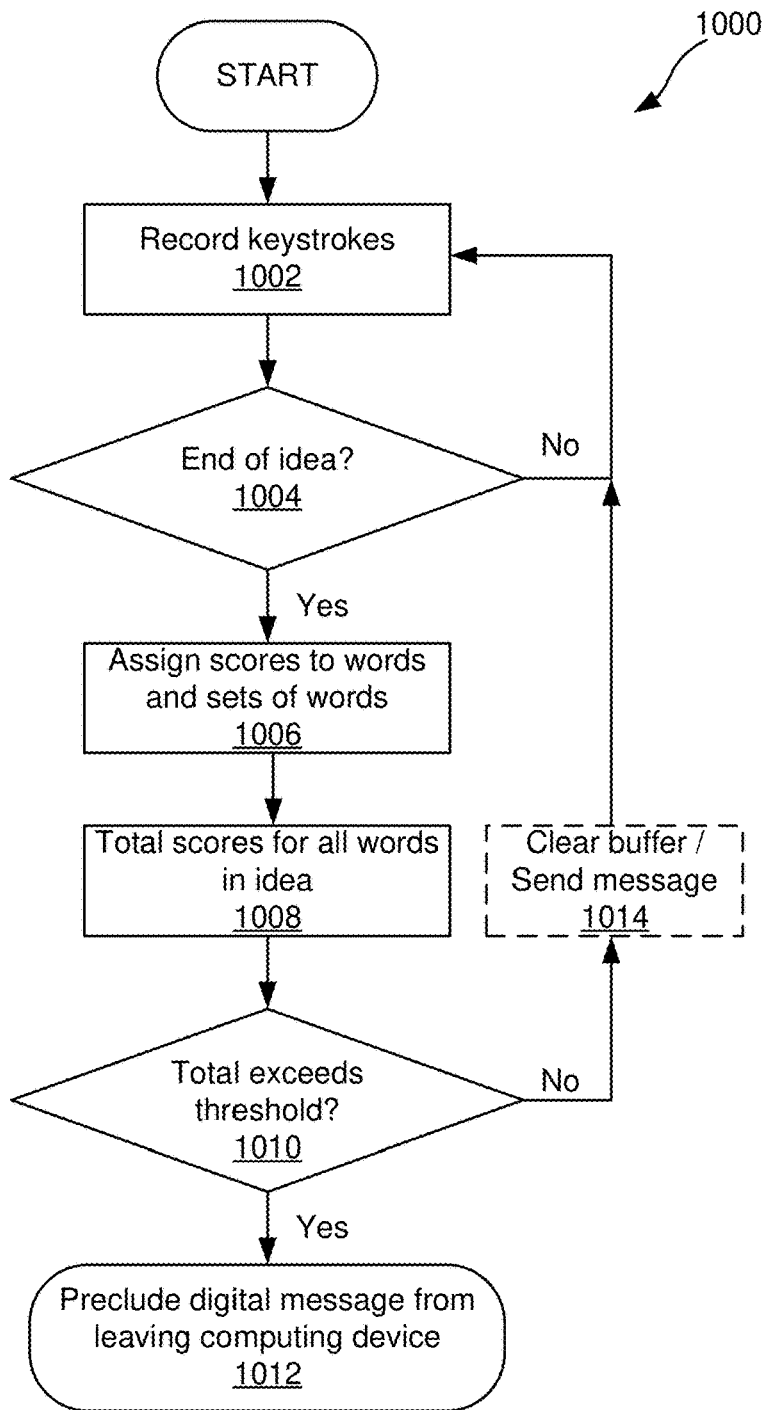 1000
START
Record keystrokes
1002
End of idea?
1004
No
Yes
Assign scores to words
and sets of words
1006
Total scores for all words
in idea
1008
Clear buffer /
Send message
1014
Total exceeds
threshold?
1010
No
Yes
Preclude digital message from
leaving computing device
1012